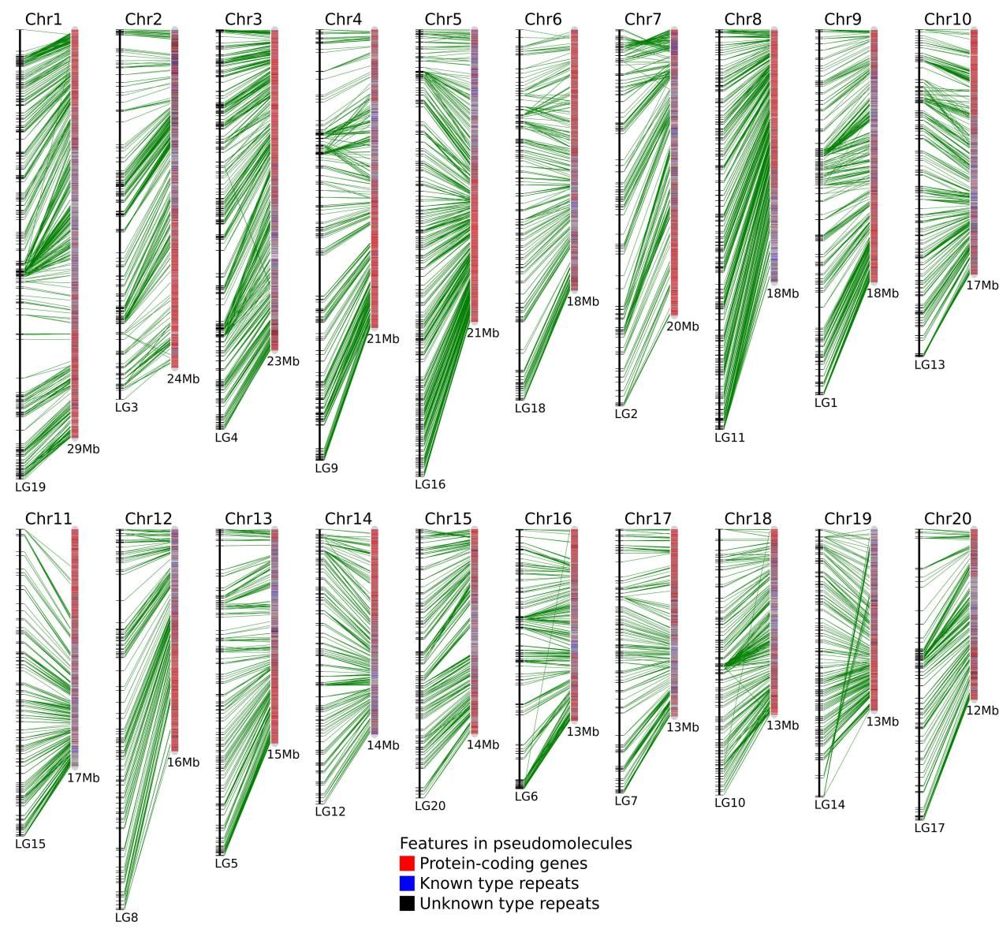 Chr1 Chr2 Chr3 Chr4 Chr5 Chr6 Chr7 Chr8 Chr9 Chr10
17Mb
18Mb 18Mb 18Mb
20Mb
21Mb 21Mb
23Mb
24Mb
LG13
LG1
LG3 LG18
LG2
LG4 LG11
29Mb
LG9
LG19 LG16
Chr11 Chr12 Chr13 Chr14 Chr15 Chr16 Chr17 Chr18 Chr19 Chr20
12Mb
13Mb 13Mb 13Mb
13Mb
14Mb 14Mb
15Mb
16Mb
17Mb
LG6
LG7 LG10 LG14
LG12 LG20
LG17
LG15
LG5
LG8
Features in pseudomolecules
Protein-coding genes
Known type repeats
Unknown type repeats